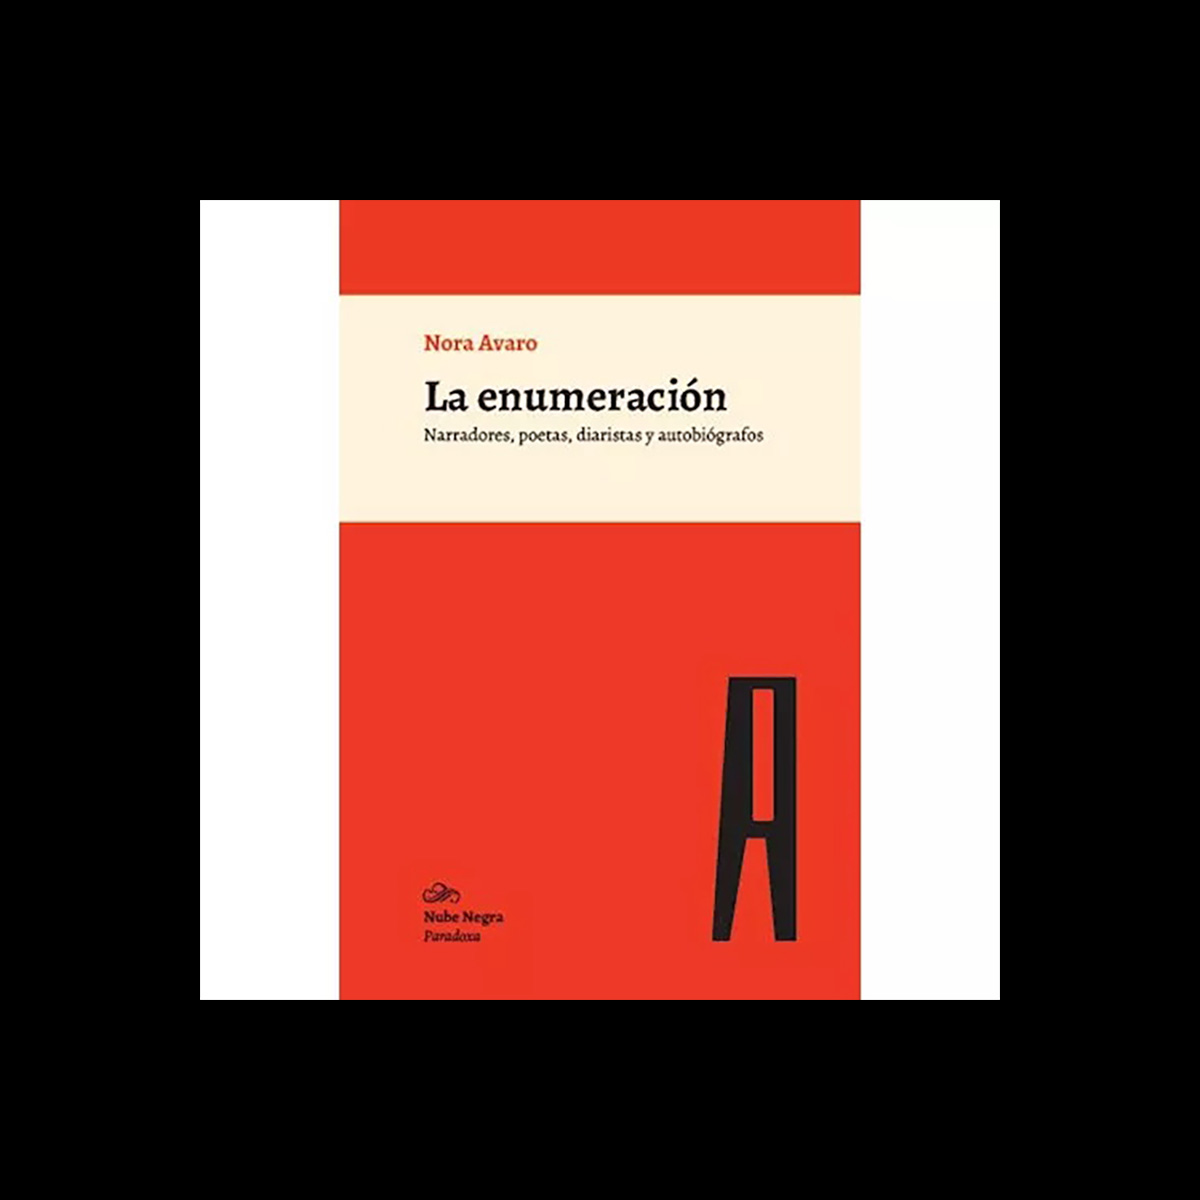 Nora Avaro
La enumeración
Narradores, poetas, diaristas y autobiógrafos
A
Nube Negra
Paradoxa